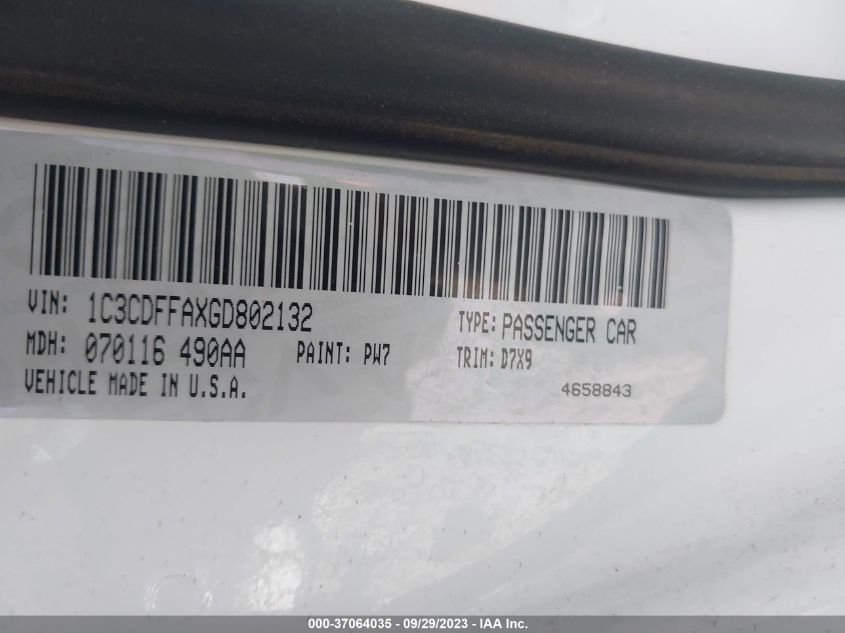 VIN: 1C3CDFFAXGD802132
TYPE: PASSENGER CAR
MDH: 070116 490AA
PAINT: PW7
TRIM: D7X9
VEHICLE MADE IN U.S.A.
4658843
000-37064035 - 09/29/2023 - IAA Inc.